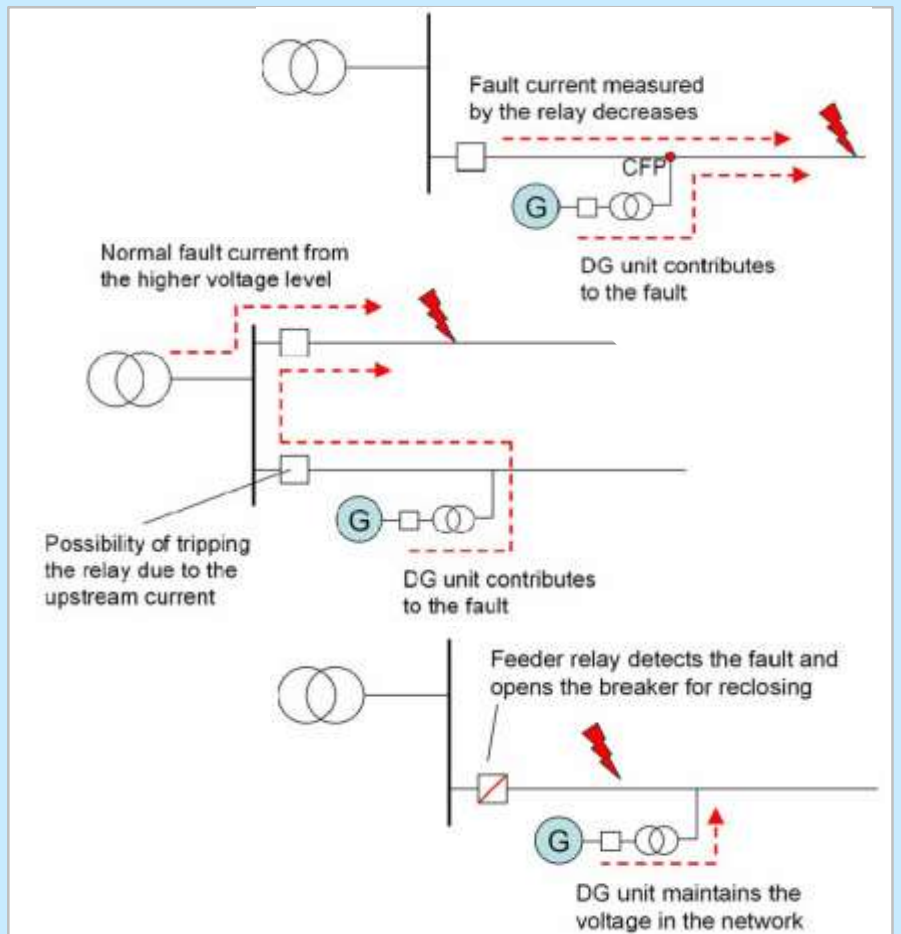 Fault current measured
by the relay decreases
CFP
G
DG unit contributes
to the fault
Normal fault current from
the higher voltage level
G
Possibility of tripping
the relay due to the
upstream current
DG unit contributes
to the fault
Feeder relay detects the fault and
opens the breaker for reclosing
G
DG unit maintains the
voltage in the network